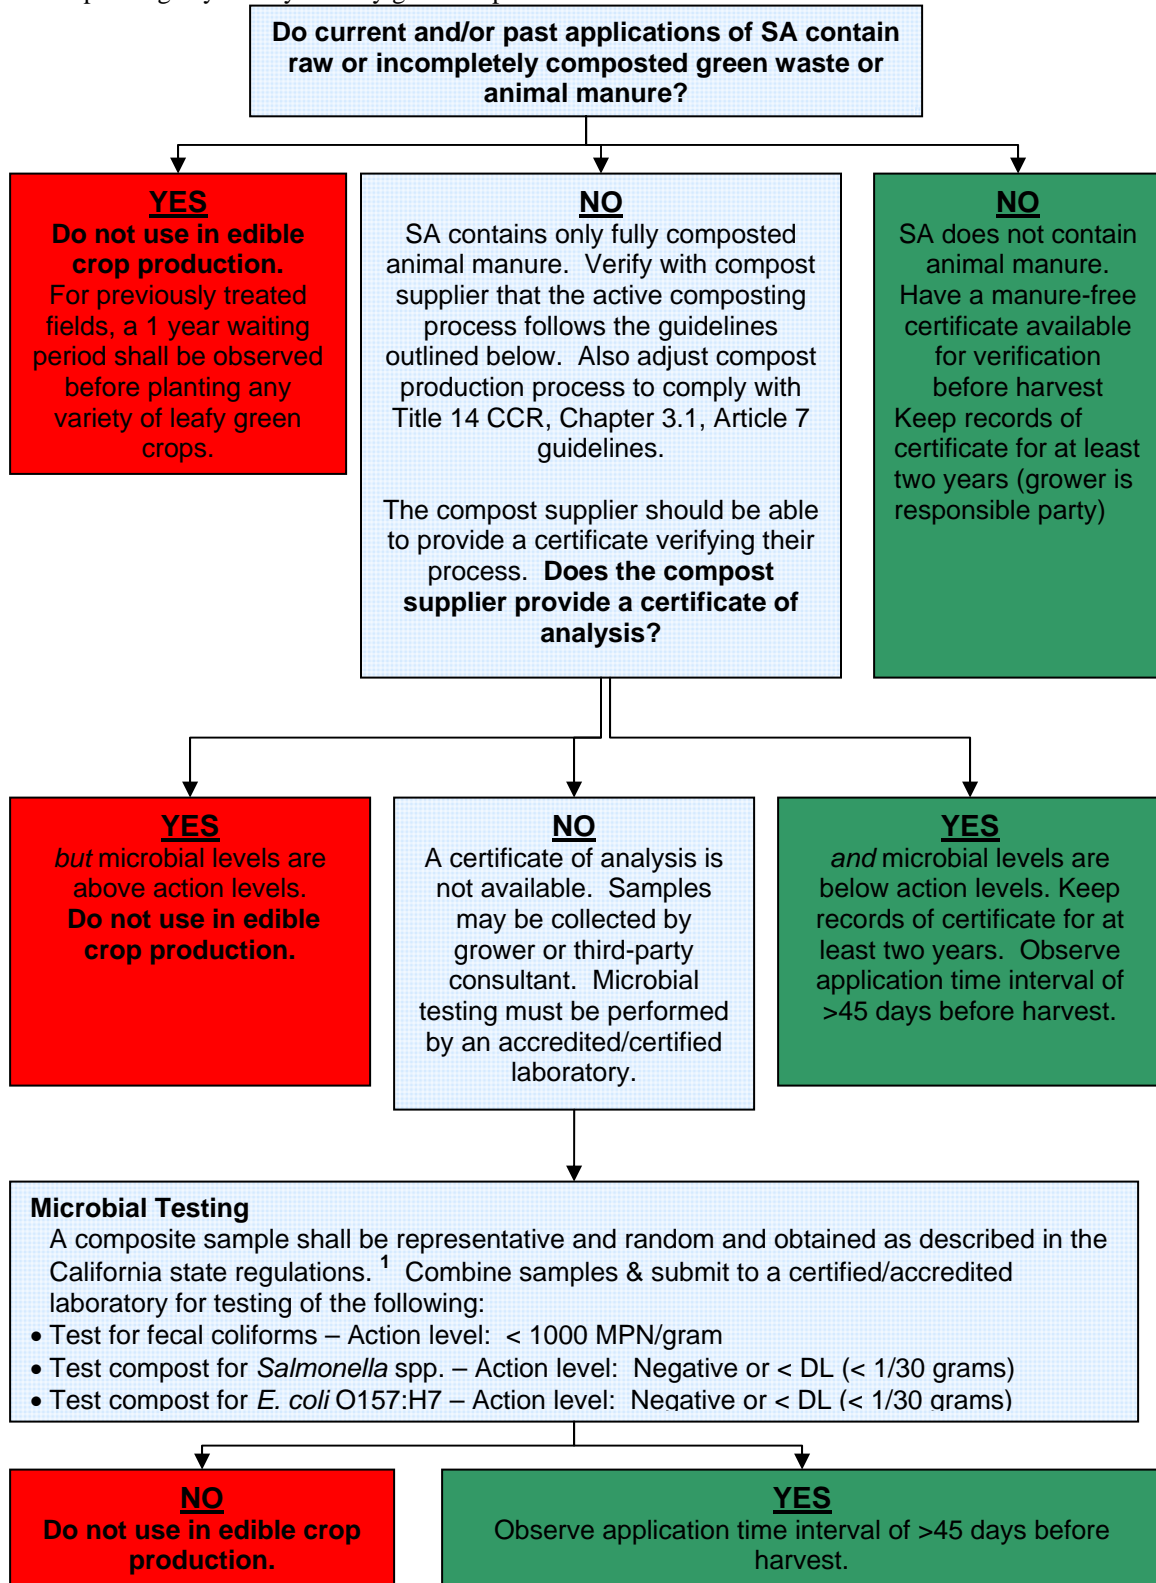 Do current and/or past applications of SA contain
raw or incompletely composted green waste or
animal manure?
YES
Do not use in edible
crop production.
For previously treated
fields, a 1 year waiting
period shall be observed
before planting any
variety of leafy green
crops.
NO
SA contains only fully composted
animal manure.  Verify with compost
supplier that the active composting
process follows the guidelines
outlined below.  Also adjust compost
production process to comply with
Title 14 CCR, Chapter 3.1, Article 7
guidelines.
The compost supplier should be able
to provide a certificate verifying their
process.  Does the compost
supplier provide a certificate of
analysis?
NO
SA does not contain
animal manure.
Have a manure-free
certificate available
for verification
before harvest
Keep records of
certificate for at least
two years (grower is
responsible party)
YES
but microbial levels are
above action levels.
Do not use in edible
crop production.
NO
A certificate of analysis is
not available.  Samples
may be collected by
grower or third-party
consultant.  Microbial
testing must be performed
by an accredited/certified
laboratory.
YES
and microbial levels are
below action levels. Keep
records of certificate for at
least two years.  Observe
application time interval of
>45 days before harvest.
Microbial Testing
A composite sample shall be representative and random and obtained as described in the
California state regulations. 1  Combine samples & submit to a certified/accredited
laboratory for testing of the following:
• Test for fecal coliforms – Action level:  < 1000 MPN/gram
• Test compost for Salmonella spp. – Action level:  Negative or < DL (< 1/30 grams)
• Test compost for E. coli O157:H7 – Action level:  Negative or < DL (< 1/30 grams)
NO
Do not use in edible crop
production.
YES
Observe application time interval of >45 days before
harvest.